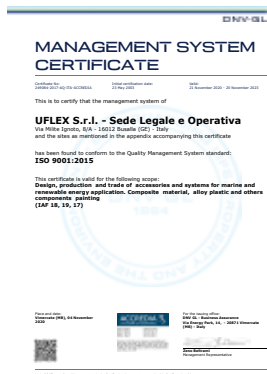 DNV·GL
MANAGEMENT SYSTEM
CERTIFICATE
Certificate No: Initial certification date: Valid:
23 May 2003 21 November 2020 - 20 November 2023
This is to certify that the management system of
UFLEX S.r.l. - Sede Legale e Operativa
Via Milite Ignoto, 8/A - 16012 Busalla (GE) - Italy
and the sites as mentioned in the appendix accompanying this certificate
has been found to conform to the Quality Management System standard:
ISO 9001:2015
This certificate is valid for the following scope:
Design, production and trade of accessories and systems for marine and
renewable energy application. Composite material, alloy plastic and others
components painting
(IAF 18, 19, 17)
Place and date: For the issuing office:
Vimercate (MB), 04 November DNV GL - Business Assurance
2020 Via Energy Park, 14, - 20871 Vimercate
(MB) - Italy
Zeno Beltrami
Management Representative